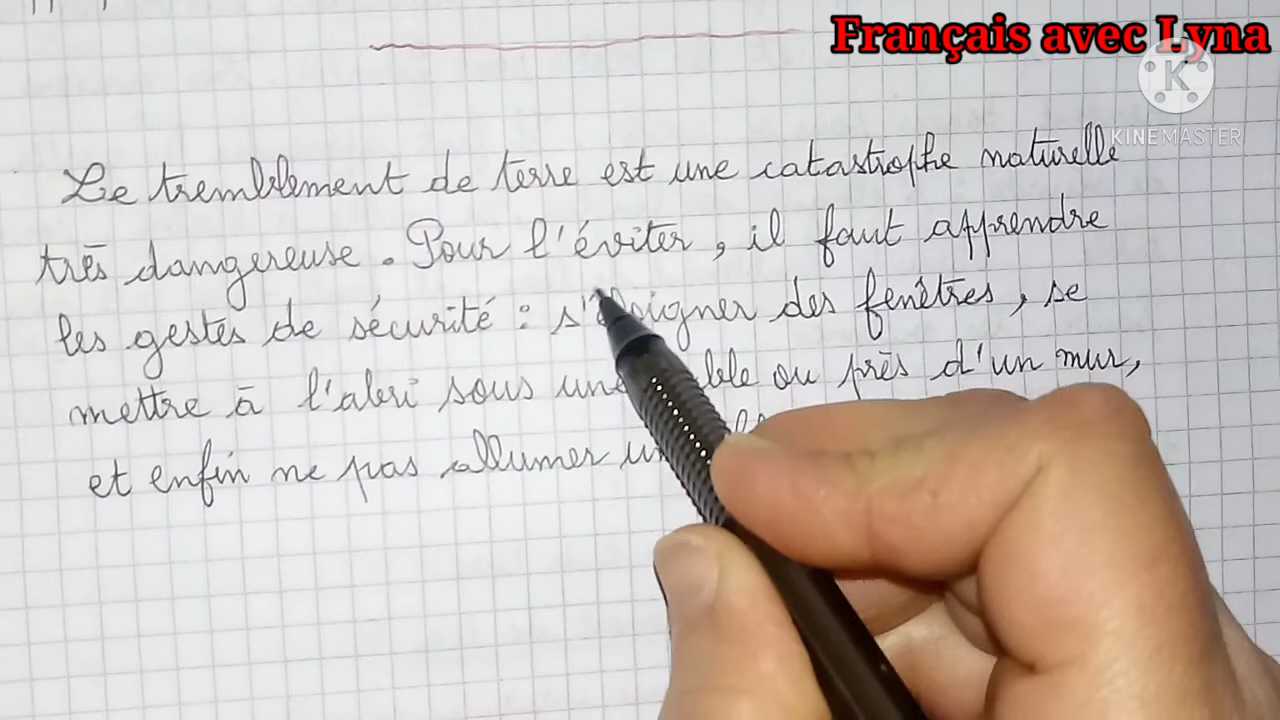 Français avec Lyna
KINEMASTER
Le tremblement de terre est une catastrophe naturelle
très dangereuse. Pour l'éviter, il faut apprendre
les gestes de sécurité : s'éloigner des fenêtres, se
mettre à l'abri sous une ou près d'un mur,
et enfin ne pas allumer